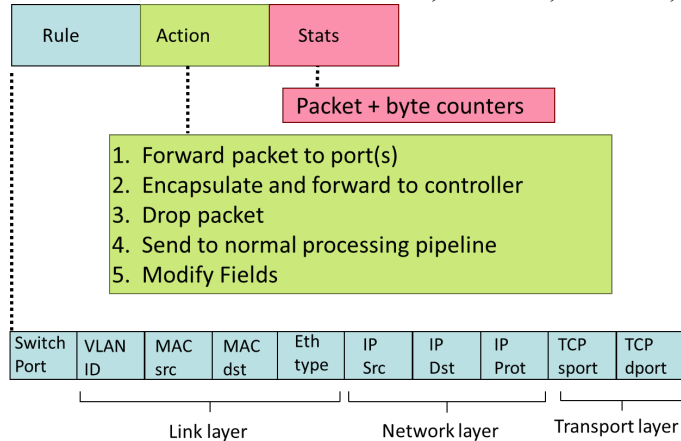 Rule Action Stats
Packet + byte counters
1. Forward packet to port(s)
2. Encapsulate and forward to controller
3. Drop packet
4. Send to normal processing pipeline
5. Modify Fields
Switch Port
VLAN ID
MAC src
MAC dst
Eth type
IP Src
IP Dst
IP Prot
TCP sport
TCP dport
Link layer
Network layer
Transport layer